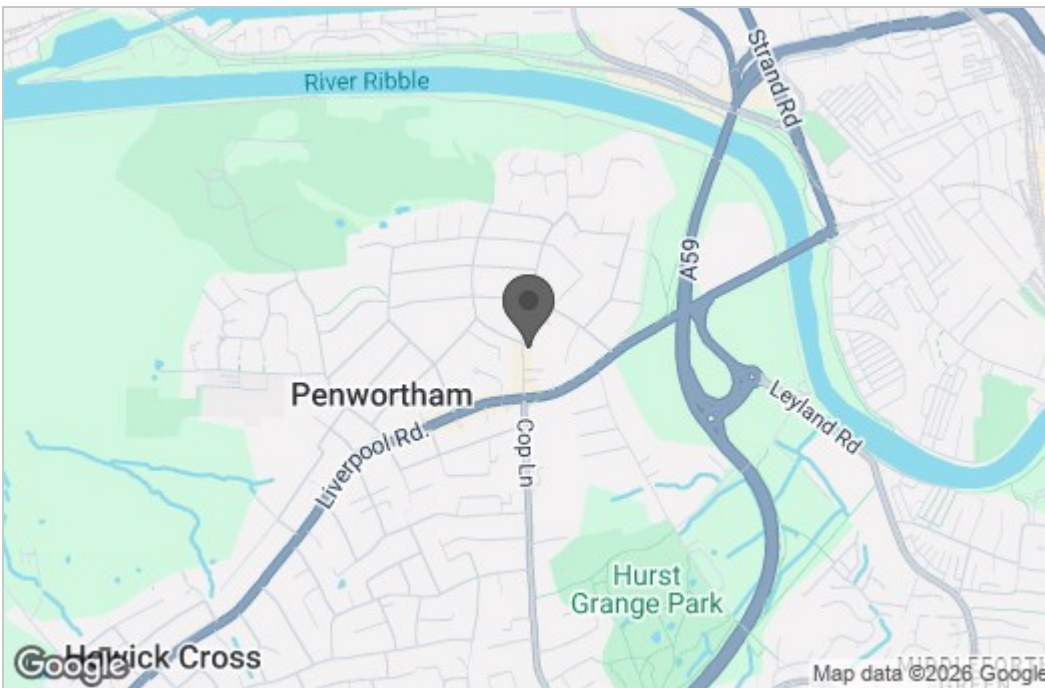 River Ribble
Strand Rd
A59
Penwortham
Liverpool Rd.
Cop Ln
Leyland Rd
Hurst
Grange Park
Howick Cross
Google
Map data ©2026 Google